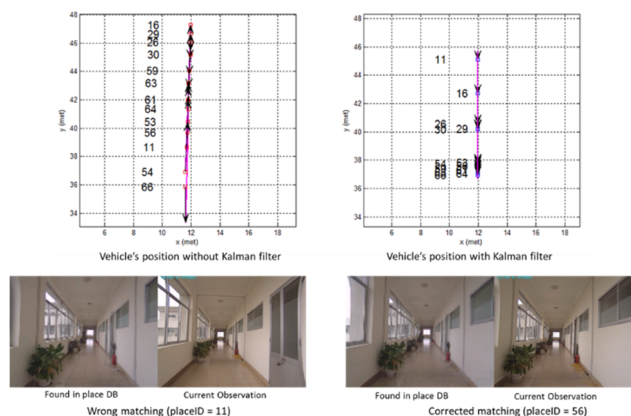 48
16
29
46
26
30
44
59
63
42
61
64
40
53
56
38
11
54
36
66
34
y (met)
6 8 10 12 14 16 18
x (met)
Vehicle's position without Kalman filter
48
46
11
44
16
42
26
30 29
40
38
54 53
64
36
34
y (met)
6 8 10 12 14 16 18
x (met)
Vehicle's position with Kalman filter
Found in place DB
Current Observation
Wrong matching (placeID = 11)
Found in place DB
Current Observation
Corrected matching (placeID = 56)